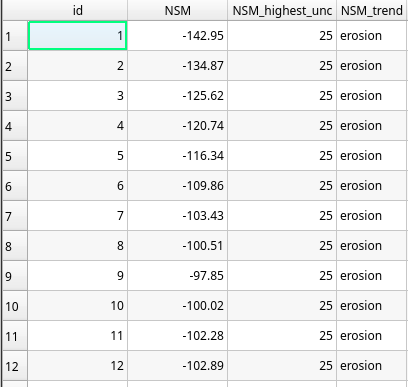 id NSM NSM_highest_unc NSM_trend
1 1 -142.95 25 erosion
2 2 -134.87 25 erosion
3 3 -125.62 25 erosion
4 4 -120.74 25 erosion
5 5 -116.34 25 erosion
6 6 -109.86 25 erosion
7 7 -103.43 25 erosion
8 8 -100.51 25 erosion
9 9 -97.85 25 erosion
10 10 -100.02 25 erosion
11 11 -102.28 25 erosion
12 12 -102.89 25 erosion